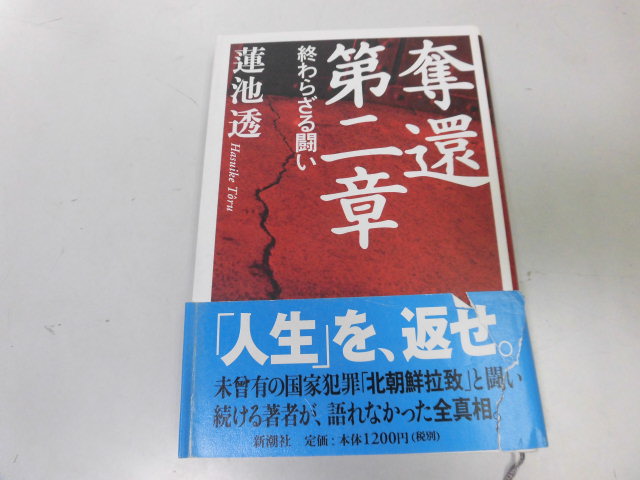 奪還
第二章
終わらざる闘い
蓮池透
Hasuike Tôru
「人生」を、返せ。
未曾有の国家犯罪「北朝鮮拉致」と闘い
続ける著者が、語れなかった全真相。
新潮社 定価：本体1200円（税別）